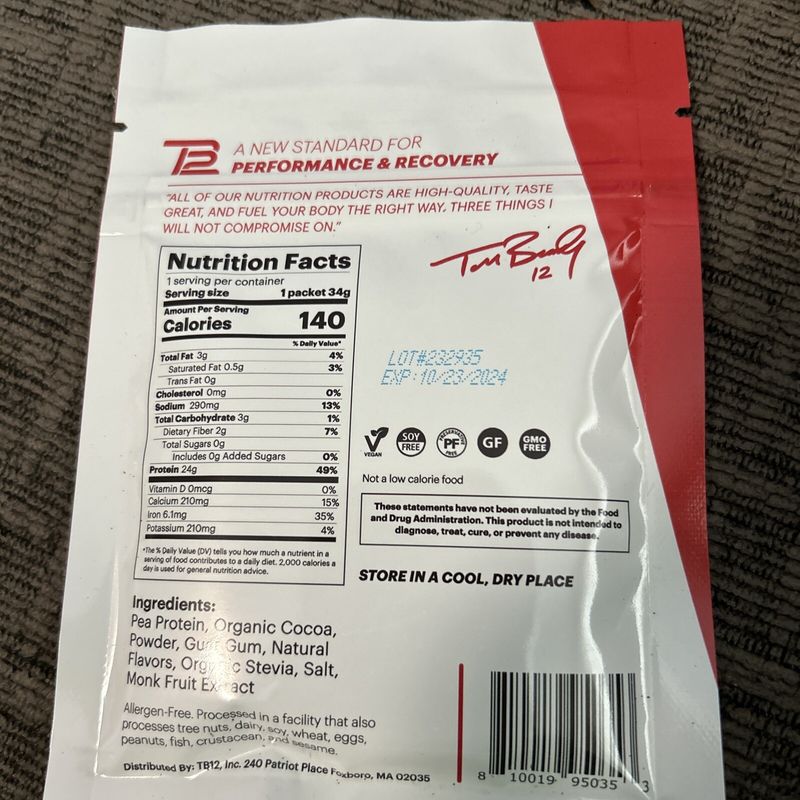 TB12 A NEW STANDARD FOR
PERFORMANCE & RECOVERY
"ALL OF OUR NUTRITION PRODUCTS ARE HIGH-QUALITY, TASTE
GREAT, AND FUEL YOUR BODY THE RIGHT WAY. THREE THINGS I
WILL NOT COMPROMISE ON."
Tom Brady
12
Nutrition Facts
1 serving per container
Serving size 1 packet 34g
Amount Per Serving
Calories 140
% Daily Value*
Total Fat 3g 4%
Saturated Fat 0.5g 3%
Trans Fat 0g
Cholesterol 0mg 0%
Sodium 290mg 13%
Total Carbohydrate 3g 1%
Dietary Fiber 2g 7%
Total Sugars 0g
Includes 0g Added Sugars 0%
Protein 24g 49%
Vitamin D 0mcg 0%
Calcium 210mg 15%
Iron 6.1mg 35%
Potassium 210mg 4%
*The % Daily Value (DV) tells you how much a nutrient in a
serving of food contributes to a daily diet. 2,000 calories a
day is used for general nutrition advice.
LOT#232935
EXP:10/23/2024
V VEGAN
SOY FREE
PRESERVATIVE PF FREE
GF
GMO FREE
Not a low calorie food
These statements have not been evaluated by the Food
and Drug Administration. This product is not intended to
diagnose, treat, cure, or prevent any disease.
STORE IN A COOL, DRY PLACE
Ingredients:
Pea Protein, Organic Cocoa,
Powder, Guar Gum, Natural
Flavors, Organic Stevia, Salt,
Monk Fruit Extract
Allergen-Free. Processed in a facility that also
processes tree nuts, dairy, soy, wheat, eggs,
peanuts, fish, crustacean, and sesame.
Distributed By: TB12, Inc. 240 Patriot Place Foxboro, MA 02035
8 10019 95035 3